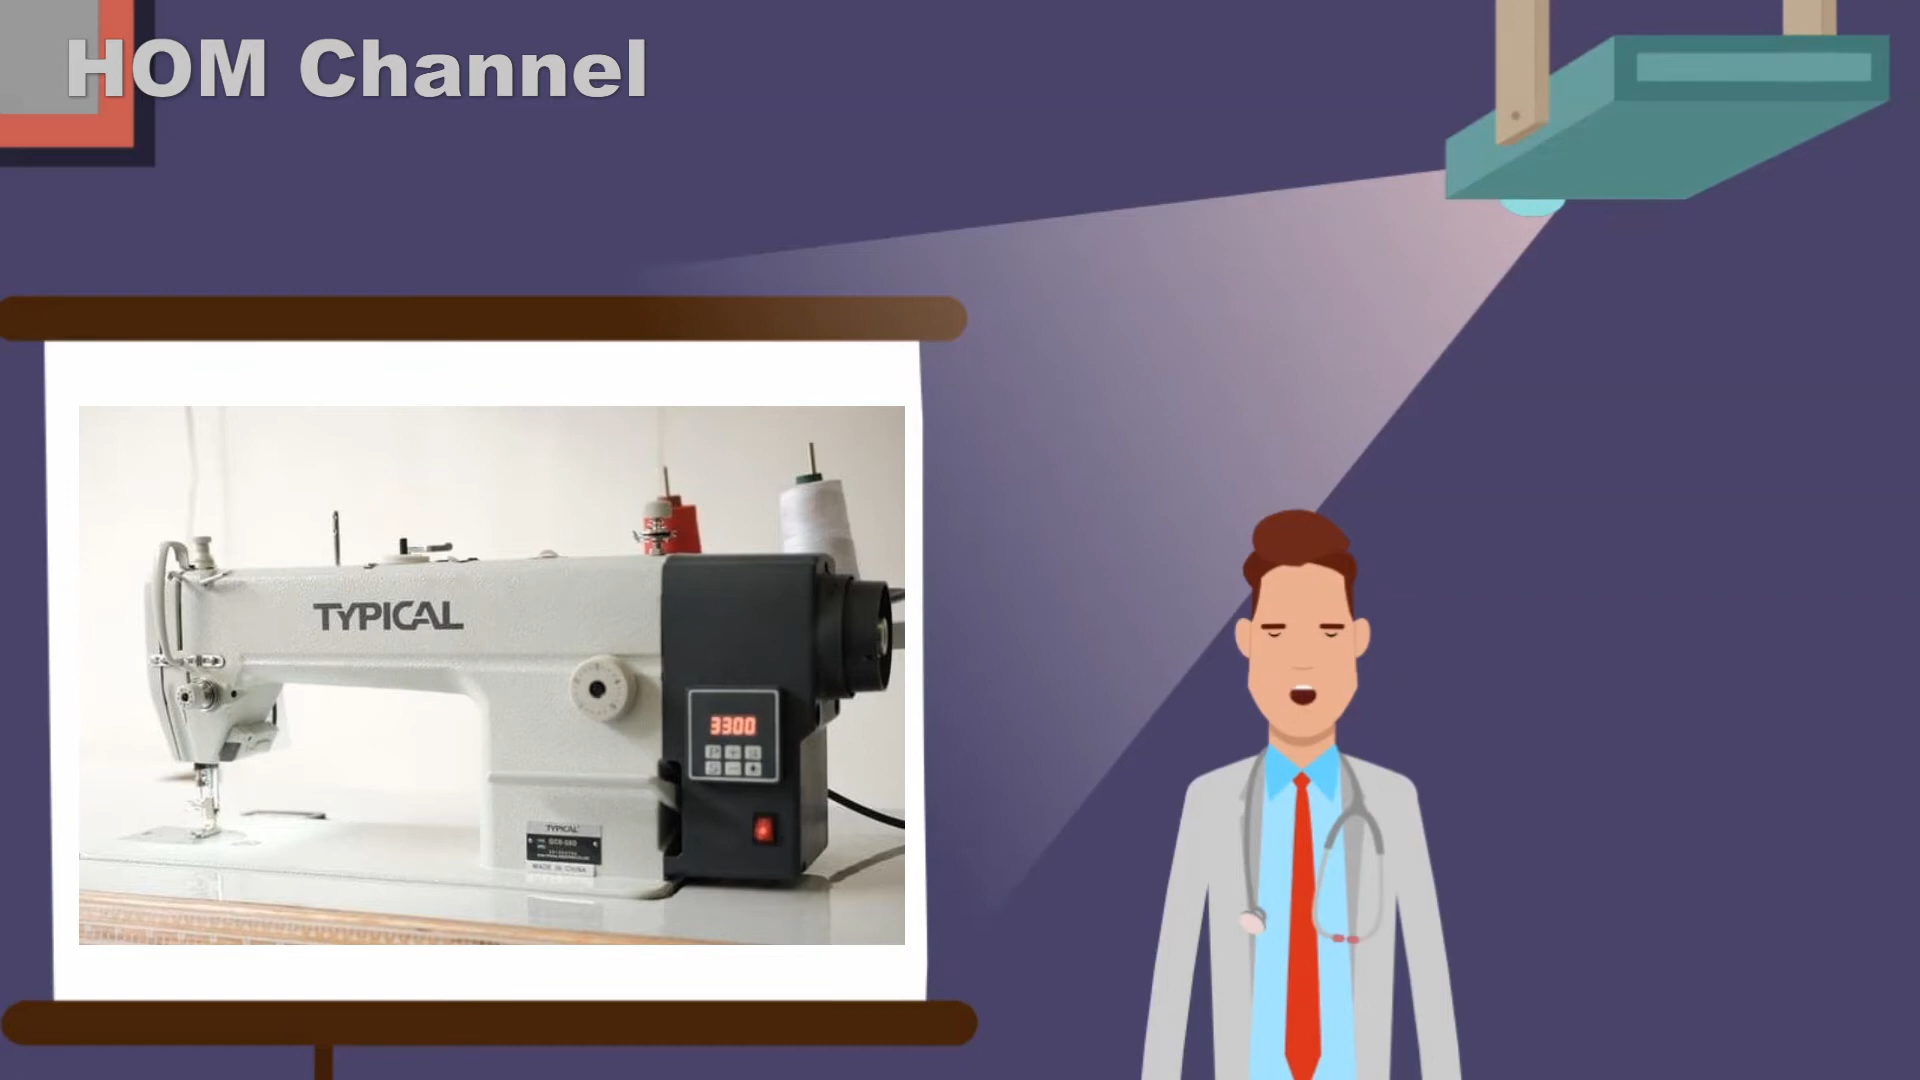 HOM Channel
TYPICAL
3300
TYPICAL
MADE IN CHINA